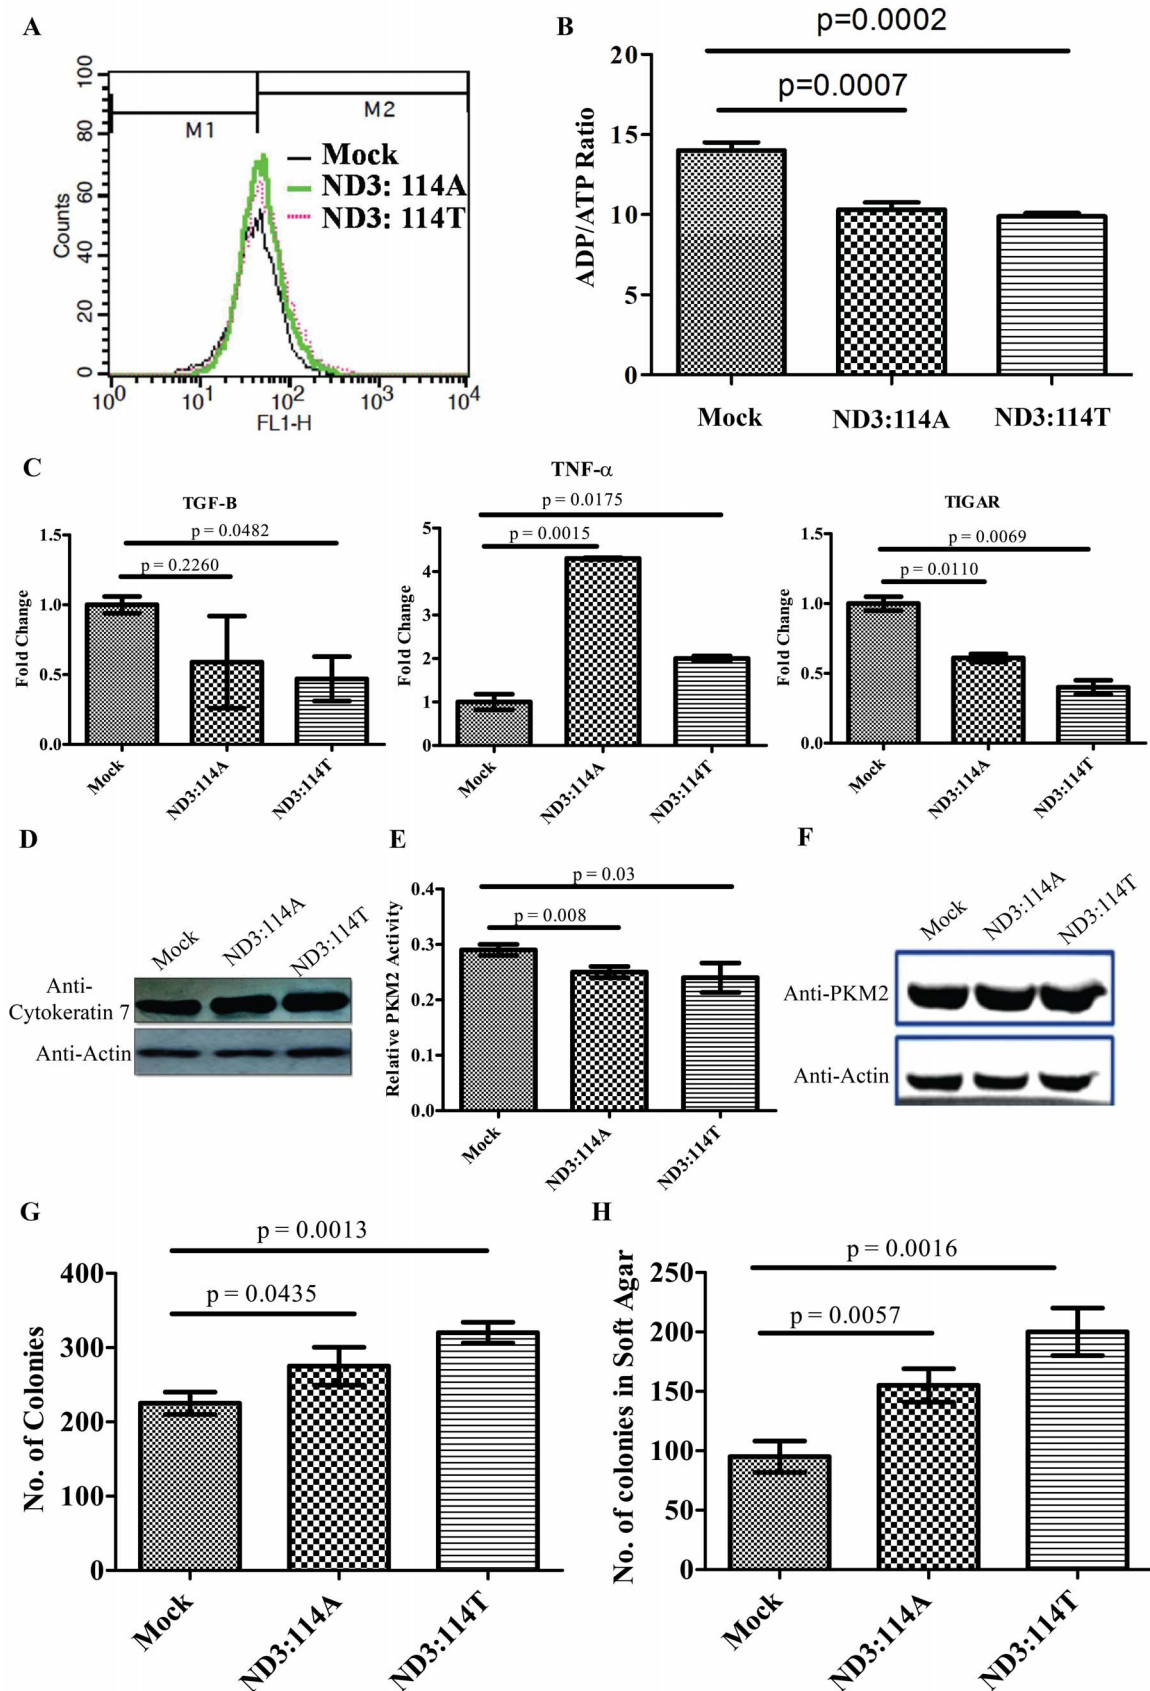 A
100
80
60
40
20
0
Counts
M1
M2
Mock
ND3: 114A
ND3: 114T
10^0 10^1 10^2 10^3 10^4
FL1-H
B
p=0.0002
p=0.0007
20
15
10
5
0
ADP/ATP Ratio
Mock ND3:114A ND3:114T
C
TGF-B
p = 0.0482
p = 0.2260
1.5
1.0
0.5
0.0
Fold Change
Mock ND3:114A ND3:114T
TNF-α
p = 0.0175
p = 0.0015
5
4
3
2
1
0
Fold Change
Mock ND3:114A ND3:114T
TIGAR
p = 0.0069
p = 0.0110
1.5
1.0
0.5
0.0
Fold Change
Mock ND3:114A ND3:114T
D
Mock ND3:114A ND3:114T
Anti-
Cytokeratin 7
Anti-Actin
E
p = 0.03
p = 0.008
0.4
0.3
0.2
0.1
0.0
Relative PKM2 Activity
Mock ND3:114A ND3:114T
F
Mock ND3:114A ND3:114T
Anti-PKM2
Anti-Actin
G
p = 0.0013
p = 0.0435
400
300
200
100
0
No. of Colonies
Mock ND3:114A ND3:114T
H
p = 0.0016
p = 0.0057
250
200
150
100
50
0
No. of colonies in Soft Agar
Mock ND3:114A ND3:114T